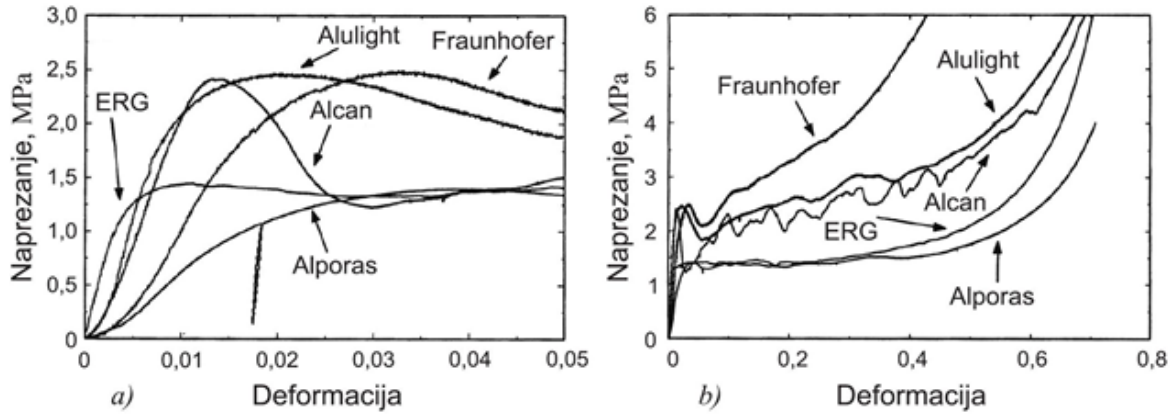 3,0
2,5
2,0
1,5
1,0
0,5
0
Naprezanje, MPa
Alulight
Fraunhofer
ERG
Alcan
Alporas
0 0,01 0,02 0,03 0,04 0,05
a) Deformacija
6
5
4
3
2
1
0
Naprezanje, MPa
Fraunhofer
Alulight
Alcan
ERG
Alporas
0 0,2 0,4 0,6 0,8
b) Deformacija